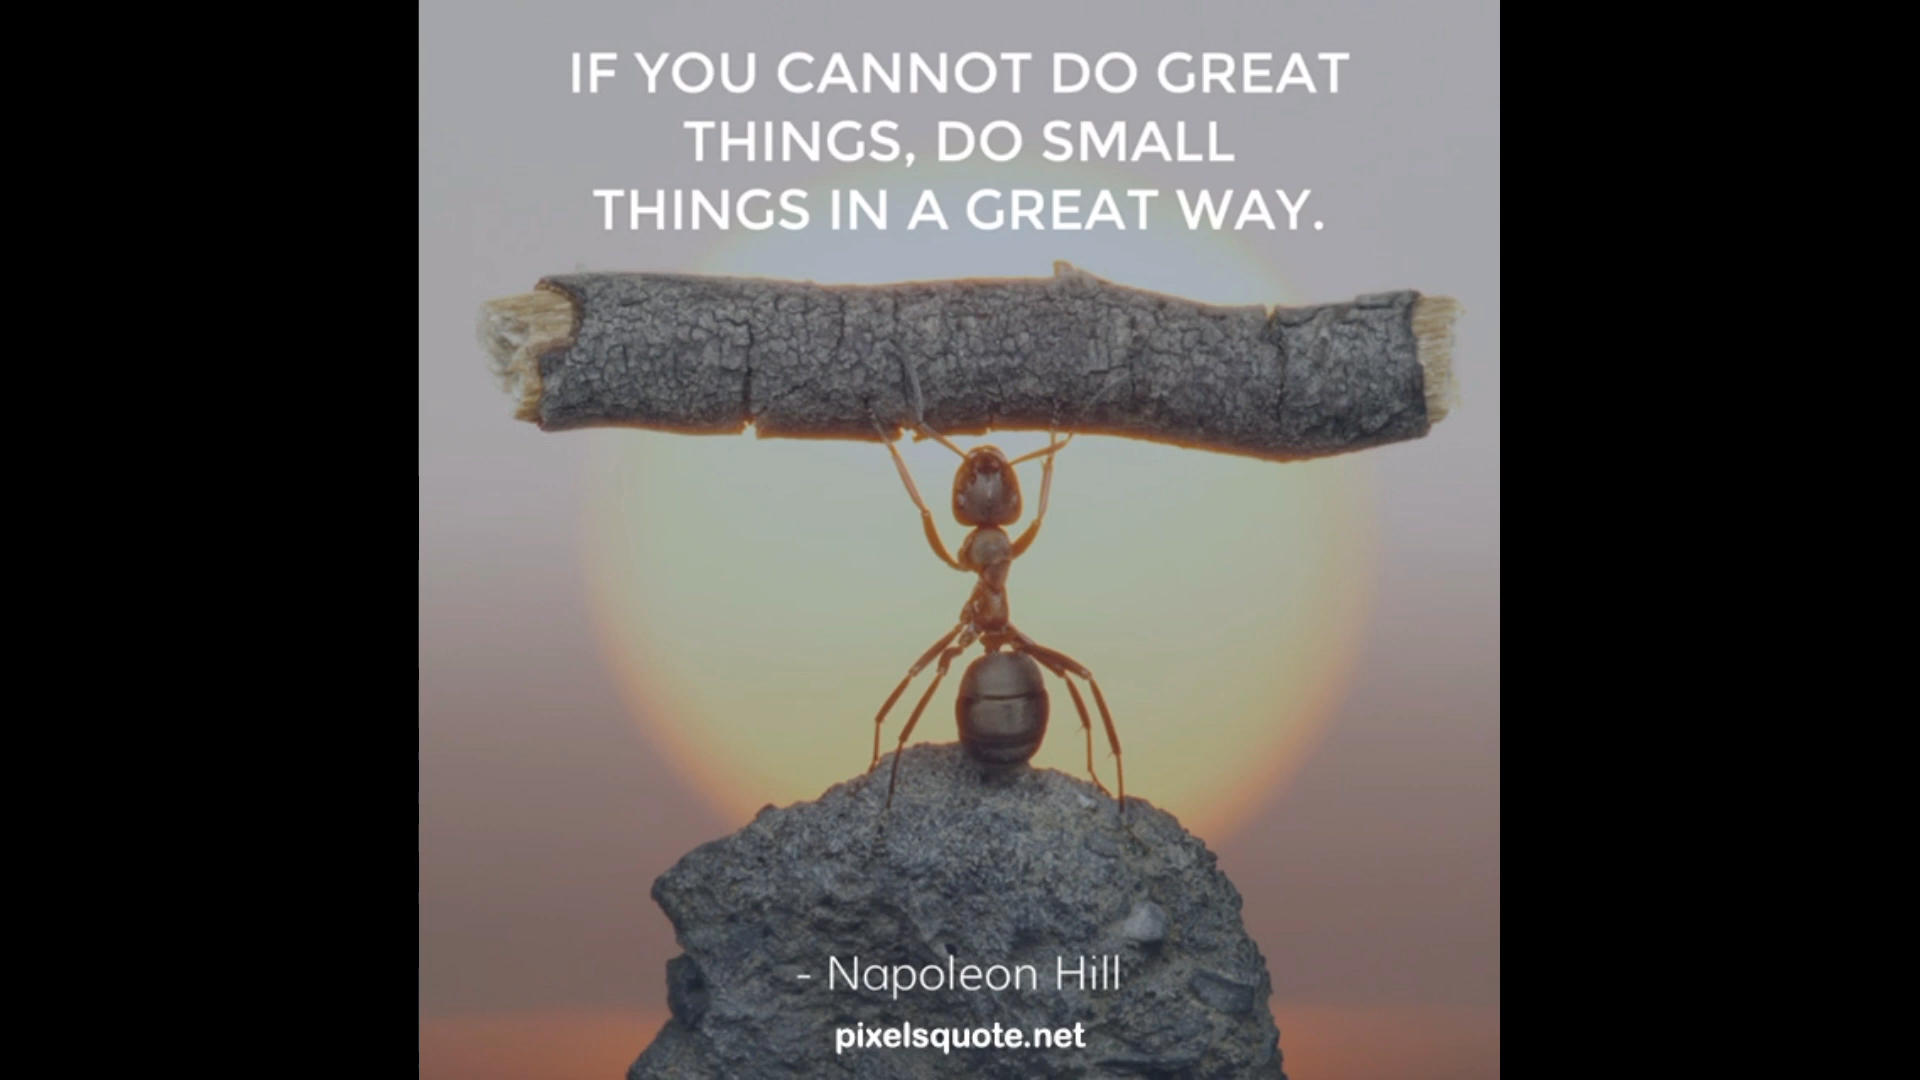 IF YOU CANNOT DO GREAT
THINGS, DO SMALL
THINGS IN A GREAT WAY.
- Napoleon Hill
pixelsquote.net